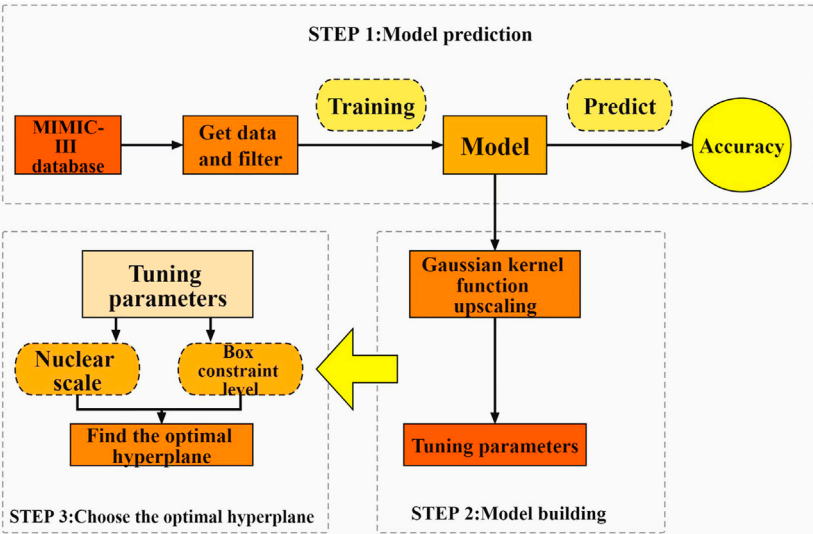 STEP 1:Model prediction
MIMIC-
III
database
Get data
and filter
Training
Model
Predict
Accuracy
Gaussian kernel
function
upscaling
Tuning parameters
STEP 2:Model building
Tuning
parameters
Nuclear
scale
Box
constraint
level
Find the optimal
hyperplane
STEP 3:Choose the optimal hyperplane